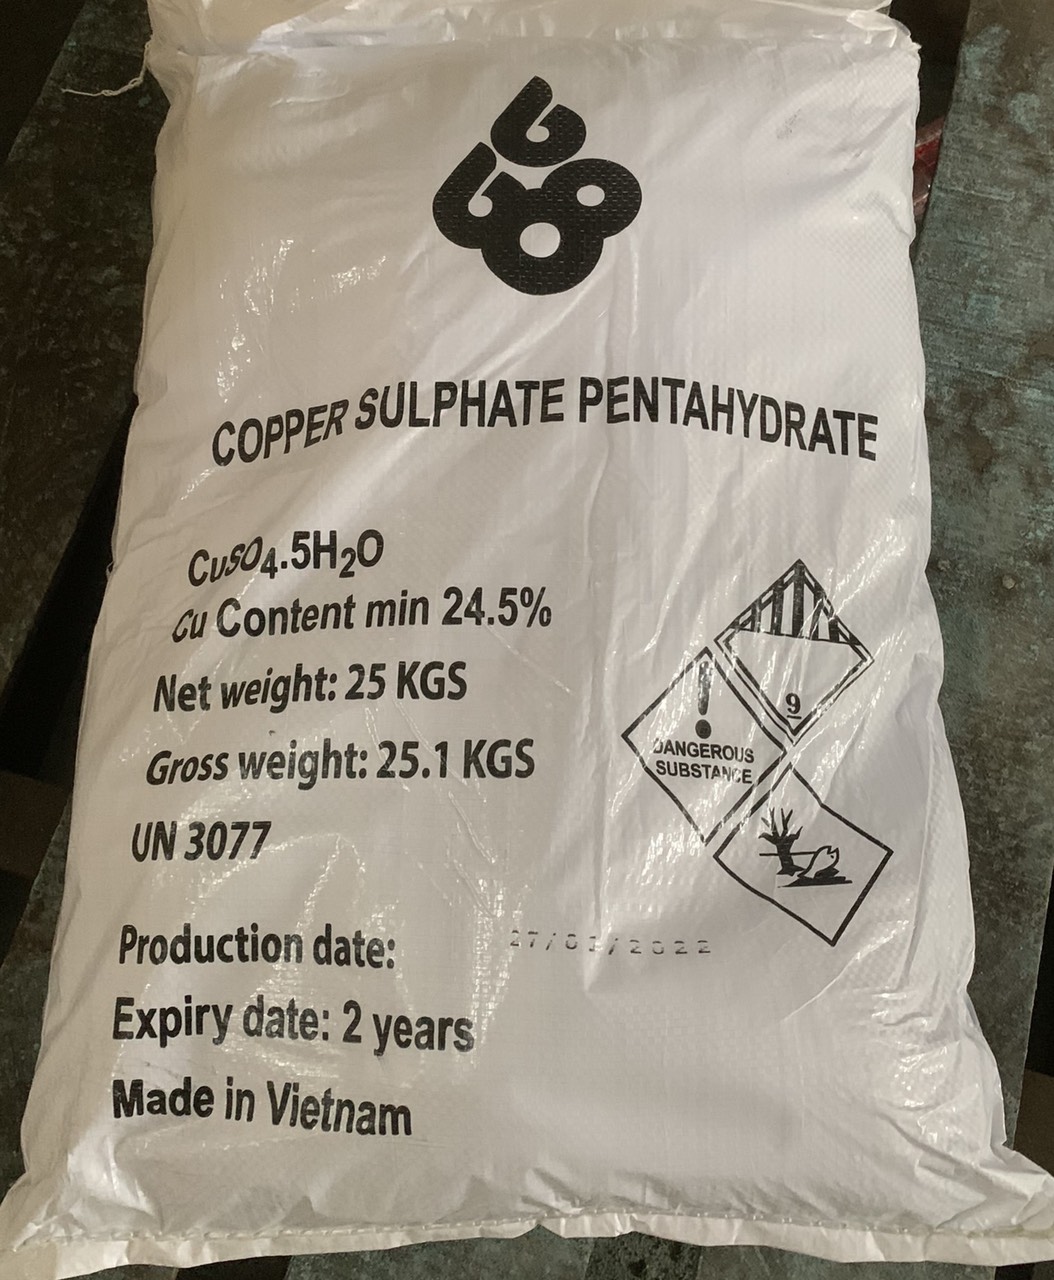 COPPER SULPHATE PENTAHYDRATE
CuSO₄.5H₂O
Cu Content min 24.5%
Net weight: 25 KGS
Gross weight: 25.1 KGS
UN 3077
9
DANGEROUS
SUBSTANCE
Production date:
Expiry date: 2 years
Made in Vietnam